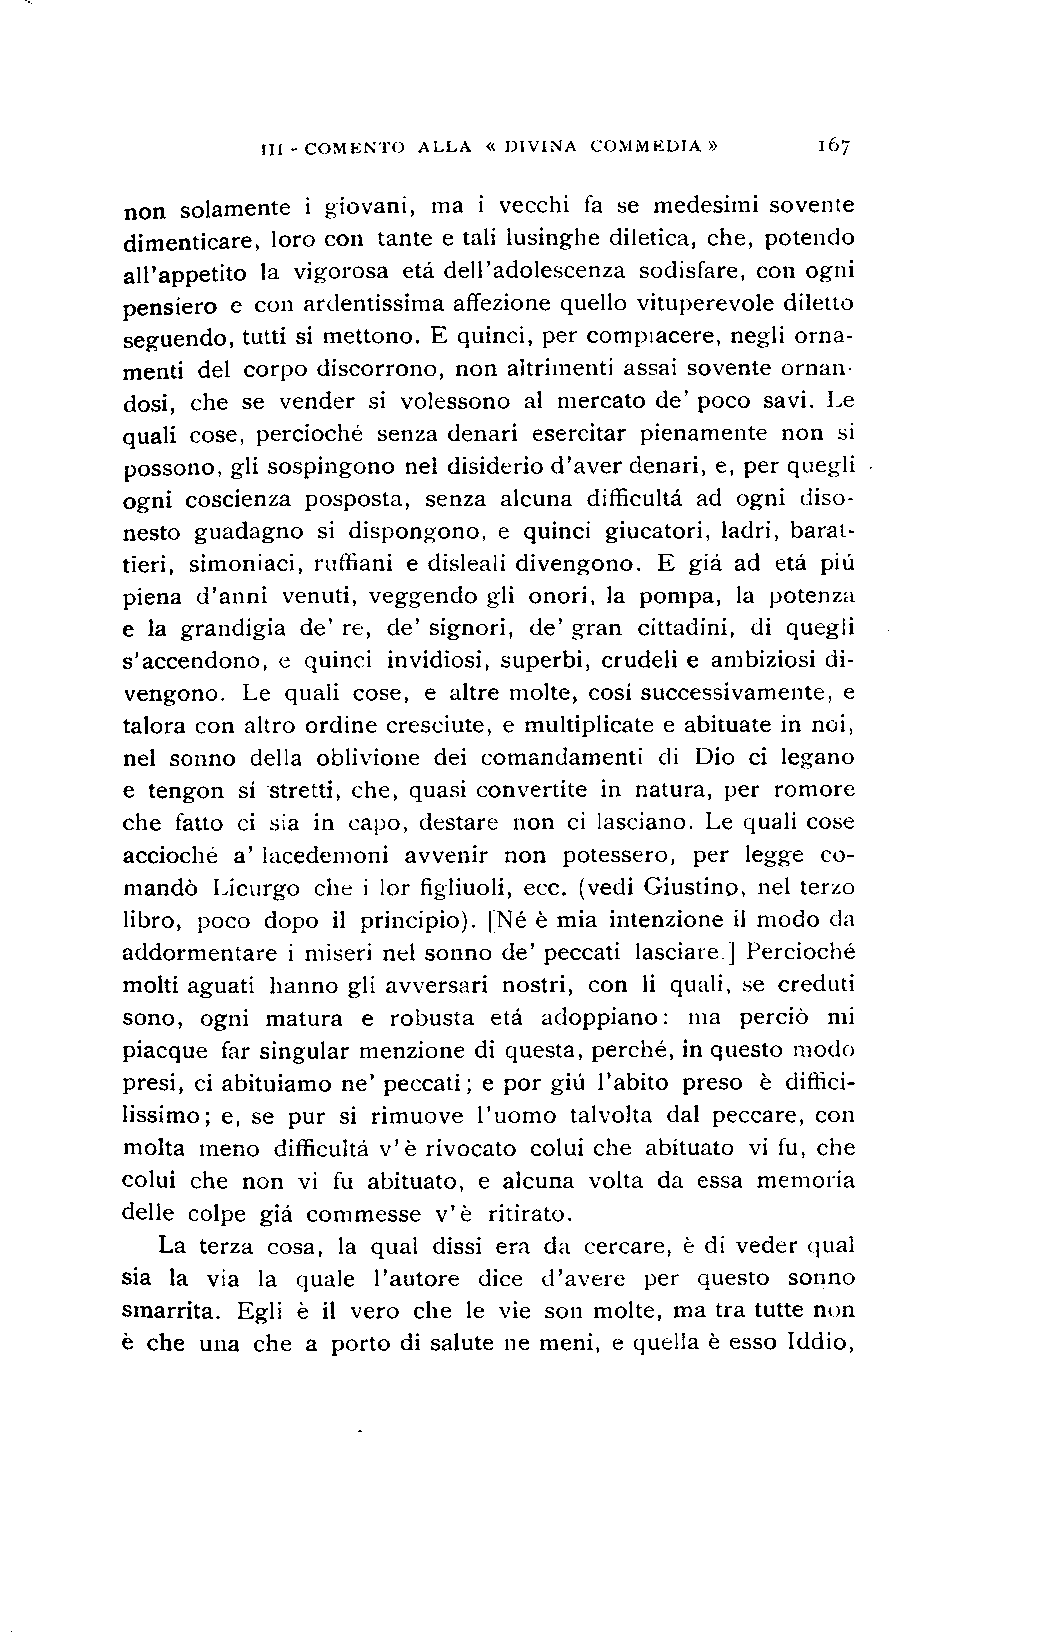 III - COMENTO ALLA « DIVINA COMMEDIA » 167
non solamente i giovani, ma i vecchi fa se medesimi sovente
dimenticare, loro con tante e tali lusinghe diletica, che, potendo
all'appetito la vigorosa etá dell'adolescenza sodisfare, con ogni
pensiero e con ardentissima affezione quello vituperevole diletto
seguendo, tutti si mettono. E quinci, per compiacere, negli orna-
menti del corpo discorrono, non altrimenti assai sovente ornan-
dosi, che se vender si volessono al mercato de' poco savi. Le
quali cose, percioché senza denari esercitar pienamente non si
possono, gli sospingono nel disiderio d'aver denari, e, per quegli
ogni coscienza posposta, senza alcuna difficultá ad ogni diso-
nesto guadagno si dispongono, e quinci giucatori, ladri, barat-
tieri, simoniaci, ruffiani e disleali divengono. E giá ad etá piú
piena d'anni venuti, veggendo gli onori, la pompa, la potenza
e la grandigia de' re, de' signori, de' gran cittadini, di quegli
s'accendono, e quinci invidiosi, superbi, crudeli e ambiziosi di-
vengono. Le quali cose, e altre molte, cosí successivamente, e
talora con altro ordine cresciute, e multiplicate e abituate in noi,
nel sonno della oblivione dei comandamenti di Dio ci legano
e tengon sí stretti, che, quasi convertite in natura, per romore
che fatto ci sia in capo, destare non ci lasciano. Le quali cose
accioché a' lacedemoni avvenir non potessero, per legge co-
mandò Licurgo che i lor figliuoli, ecc. (vedi Giustino, nel terzo
libro, poco dopo il principio). [Né è mia intenzione il modo da
addormentare i miseri nel sonno de' peccati lasciare.] Percioché
molti aguati hanno gli avversari nostri, con li quali, se creduti
sono, ogni matura e robusta etá adoppiano: ma perciò mi
piacque far singular menzione di questa, perché, in questo modo
presi, ci abituiamo ne' peccati; e por giú l'abito preso è diffici-
lissimo; e, se pur si rimuove l'uomo talvolta dal peccare, con
molta meno difficultá v'è rivocato colui che abituato vi fu, che
colui che non vi fu abituato, e alcuna volta da essa memoria
delle colpe giá commesse v'è ritirato.
La terza cosa, la qual dissi era da cercare, è di veder qual
sia la via la quale l'autore dice d'avere per questo sonno
smarrita. Egli è il vero che le vie son molte, ma tra tutte non
è che una che a porto di salute ne meni, e quella è esso Iddio,